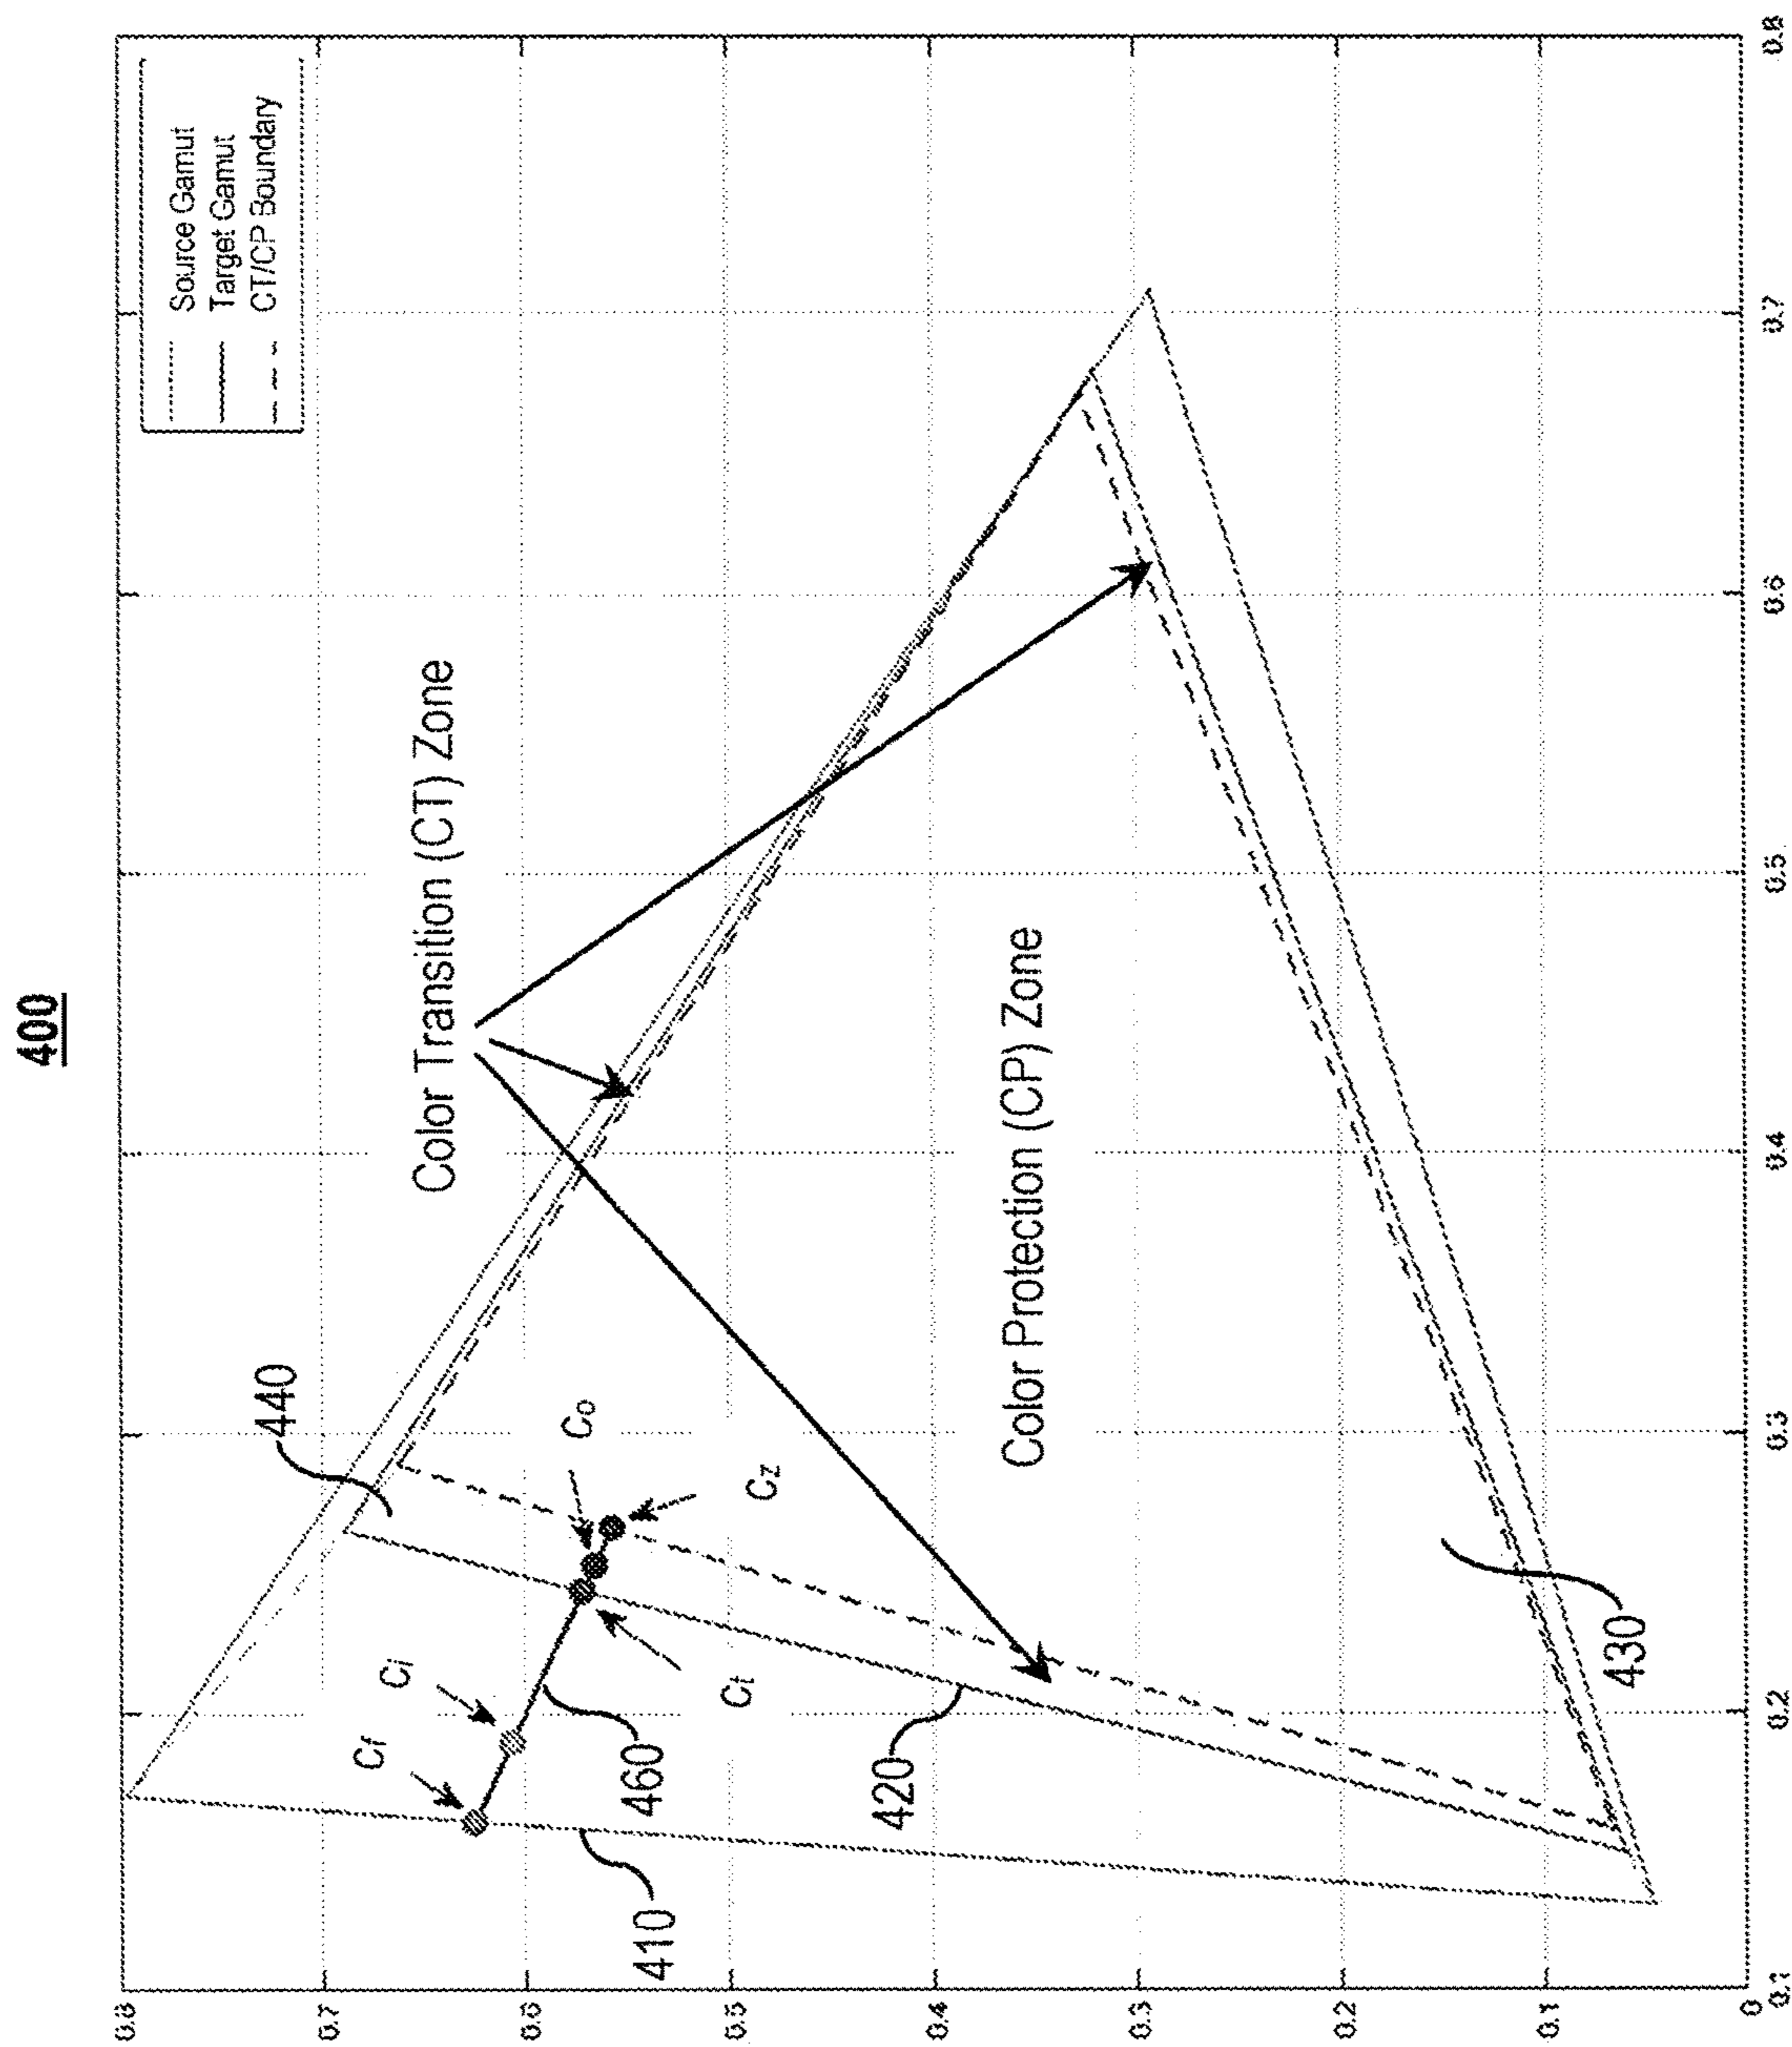 400
Source Gamut
Target Gamut
CT/CP Boundary
Color Transition (CT) Zone
Color Protection (CP) Zone
440
Co
Cz
Ci
Cf
Ct
460
420
410
430
0.8
0.7
0.6
0.5
0.4
0.3
0.2
0.1
0
0.1
0.2
0.3
0.4
0.5
0.6
0.7
0.8